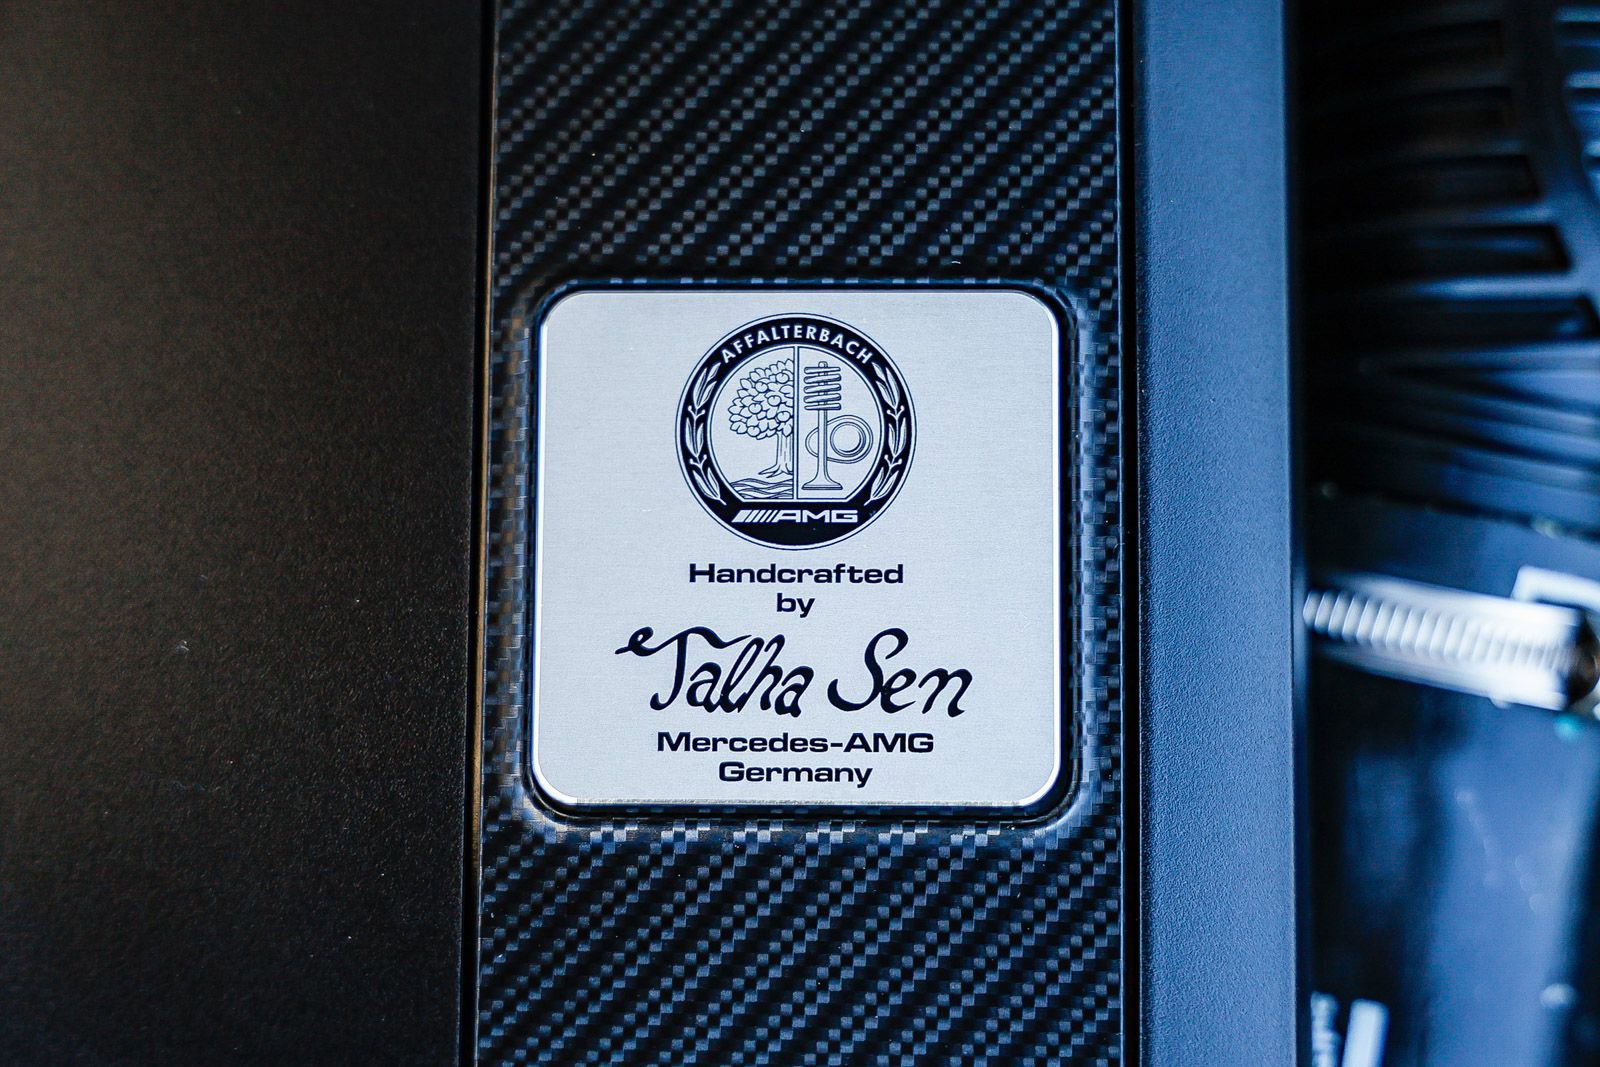 AFFALTERBACH
AMG
Handcrafted
by
Talha Sen
Mercedes-AMG
Germany